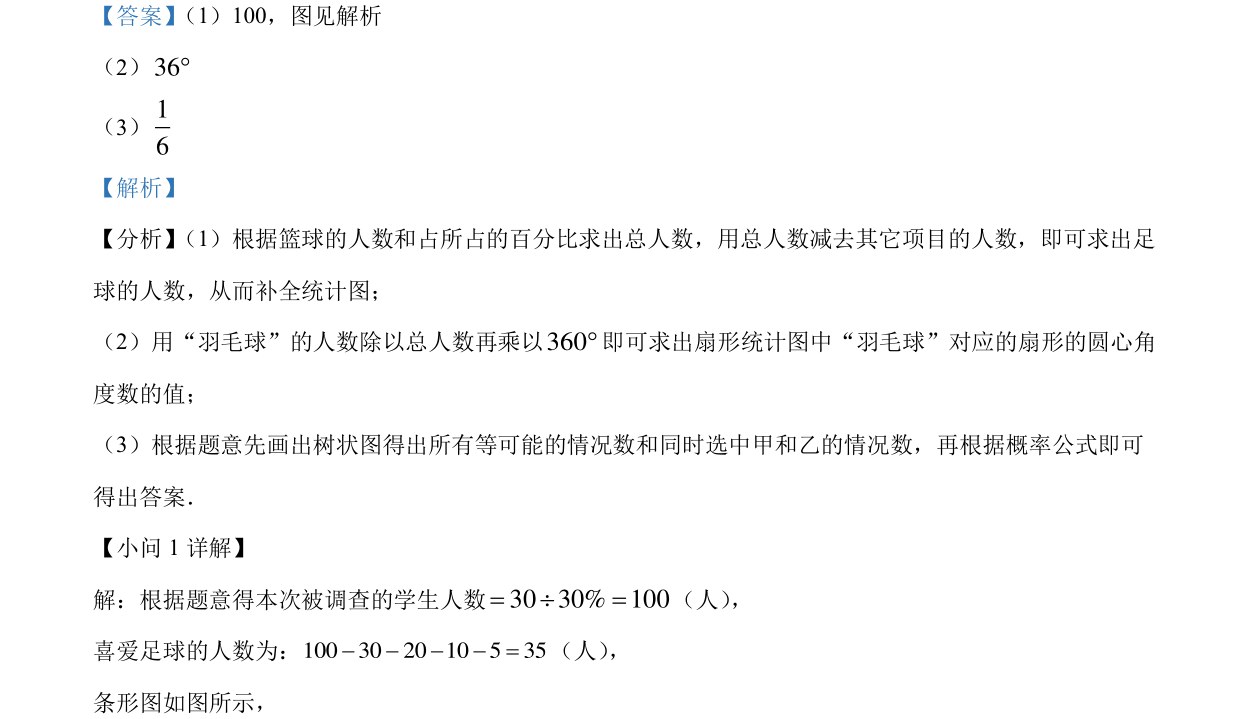 【答案】（1）100，图见解析
（2）36°
（3）1/6
【解析】
【分析】（1）根据篮球的人数和占所占的百分比求出总人数，用总人数减去其它项目的人数，即可求出足
球的人数，从而补全统计图；
（2）用“羽毛球”的人数除以总人数再乘以360°即可求出扇形统计图中“羽毛球”对应的扇形的圆心角
度数的值；
（3）根据题意先画出树状图得出所有等可能的情况数和同时选中甲和乙的情况数，再根据概率公式即可
得出答案．
【小问 1 详解】
解：根据题意得本次被调查的学生人数=30÷30%=100（人），
喜爱足球的人数为：100−30−20−10−5=35（人），
条形图如图所示，